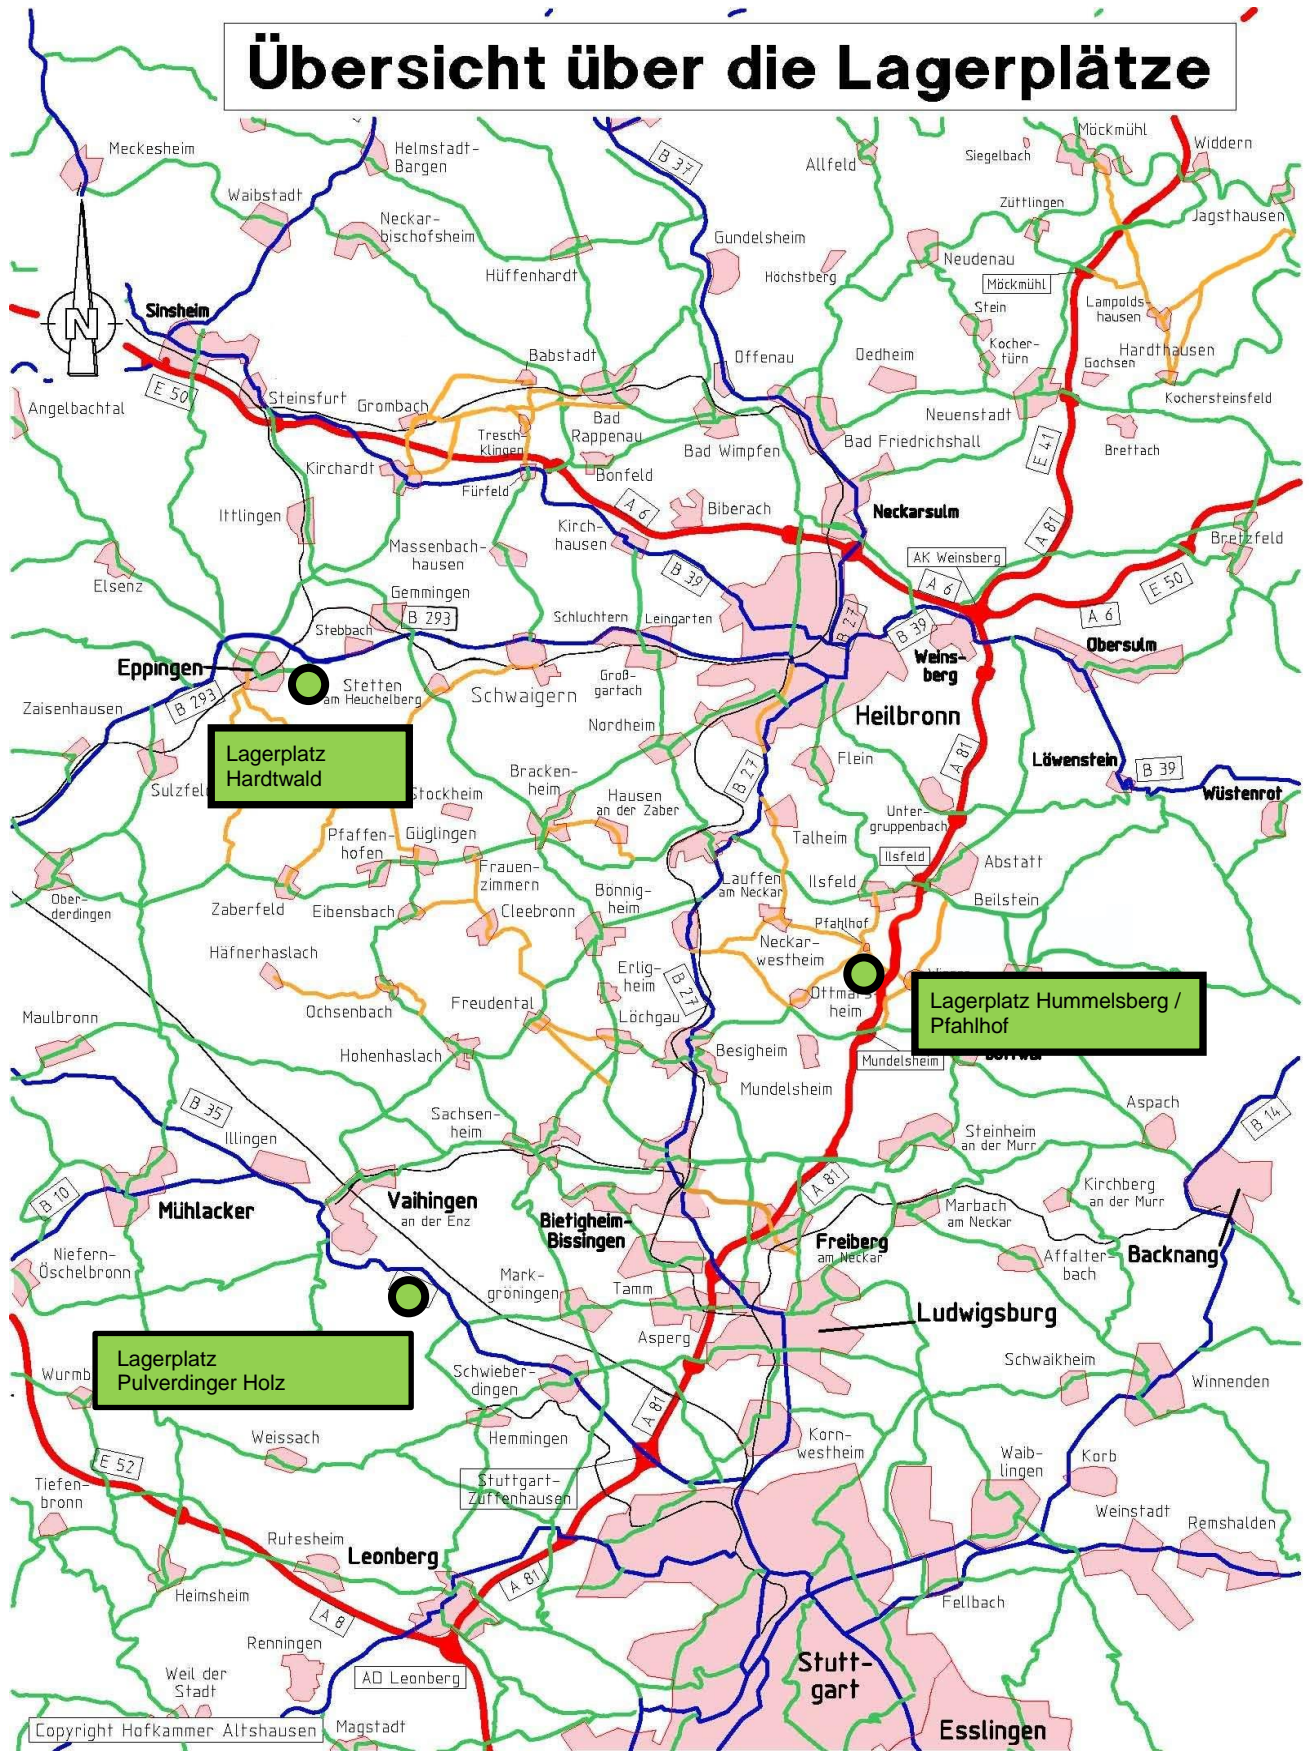 Übersicht über die Lagerplätze
Meckesheim
Helmstadt-
Bargen
Waibstadt
Neckar-
bischofsheim
Hüffenhardt
B 37
Allfeld
Siegelbach
Möckmühl
Widdern
Züttlingen
Jagsthausen
Gundelsheim
Höchstberg
Neudenau
Möckmühl
Lampolds-
hausen
Stein
N
Sinsheim
E 50
Angelbachtal
Steinsfurt
Grombach
Babstadt
Offenau
Oedheim
Kocher-
türn
Gochsen
Hardthausen
Kochersteinsfeld
Neuenstadt
Brettach
Tresch-
klingen
Bad
Rappenau
Bad Wimpfen
Bad Friedrichshall
Kirchardt
Fürfeld
Bonfeld
E 41
Ittlingen
A 6
Biberach
Kirch-
hausen
Neckarsulm
A 81
Bretzfeld
Massenbach-
hausen
AK Weinsberg
Elsenz
B 39
A 6
E 50
Gemmingen
B 293
Stebbach
Schluchtern
Leingarten
B 27
B 39
A 6
Obersulm
Eppingen
Weins-
berg
Groß-
gartach
Stetten
am Heuchelberg
Schwaigern
B 293
Zaisenhausen
Nordheim
Heilbronn
Lagerplatz
Hardtwald
Sulzfel
Flein
A 81
Löwenstein
B 39
Wüstenrot
B 27
Bracken-
heim
Stockheim
Hausen
an der Zaber
Unter-
gruppenbach
Pfaffen-
hofen
Güglingen
Talheim
Ilsfeld
Abstatt
Frauen-
zimmern
Lauffen
am Neckar
Ilsfeld
Beilstein
Ober-
derdingen
Zaberfeld
Eibensbach
Cleebronn
Bönnig-
heim
Pfahlhof
Neckar-
westheim
Häfnerhaslach
Erlig-
heim
B 27
Ottmars-
heim
Lagerplatz Hummelsberg /
Pfahlhof
Ochsenbach
Freudental
Löchgau
Maulbronn
Hohenhaslach
Besigheim
Mundelsheim
Mundelsheim
B 35
Sachsen-
heim
Aspach
B 14
Illingen
Steinheim
an der Murr
B 10
Mühlacker
Vaihingen
an der Enz
A 81
Kirchberg
an der Murr
Marbach
am Neckar
Bietigheim-
Bissingen
Freiberg
am Neckar
Affalter-
bach
Backnang
Niefern-
Öschelbronn
Mark-
gröningen
Tamm
Ludwigsburg
Lagerplatz
Pulverdinger Holz
Asperg
Wurmb
Schwieber-
dingen
Schwaikheim
Winnenden
A 81
Hemmingen
Korn-
westheim
Weissach
E 52
Waib-
lingen
Korb
Stuttgart-
Zuffenhausen
Tiefen-
bronn
Weinstadt
Remshalden
Rutesheim
Leonberg
A 81
Heimsheim
Fellbach
A 8
Renningen
AD Leonberg
Weil der
Stadt
Stutt-
gart
Copyright Hofkammer Altshausen
Magstadt
Esslingen